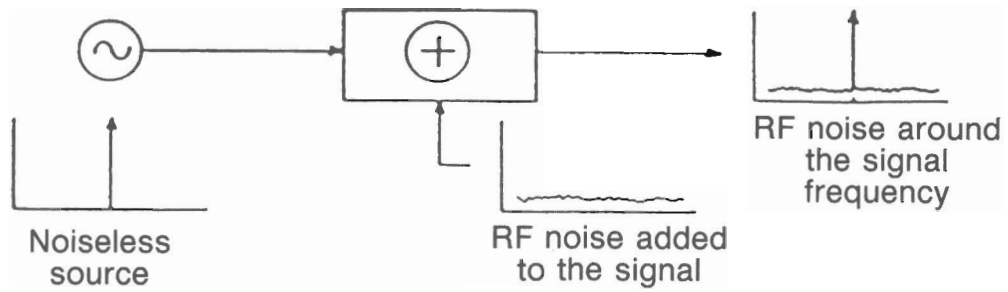 Noiseless
source
RF noise added
to the signal
RF noise around
the signal
frequency